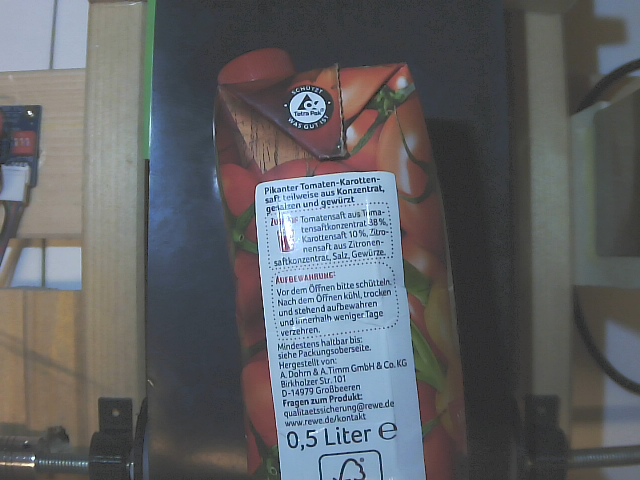 SCHÜTZT
Tetra Pak
WAS GUT IST
Pikanter Tomaten-Karotten-
saft teilweise aus Konzentrat,
gesalzen und gewürzt
Tomatensaft aus Toma-
tensaftkonzentrat 88%,
Karottensaft 10%, Zitro-
nensaft aus Zitronen-
saftkonzentrat, Salz, Gewürze.
AUFBEWAHRUNG:
Vor dem Öffnen bitte schütteln.
Nach dem Öffnen kühl, trocken
und stehend aufbewahren
und innerhalb weniger Tage
verzehren.
Mindestens haltbar bis:
siehe Packungsoberseite.
Hergestellt von:
A. Dohrn & A. Timm GmbH & Co. KG
Birkholzer Str. 101
D-14979 Großbeeren
Fragen zum Produkt:
qualitaetssicherung@rewe.de
www.rewe.de/kontakt
0,5 Liter e